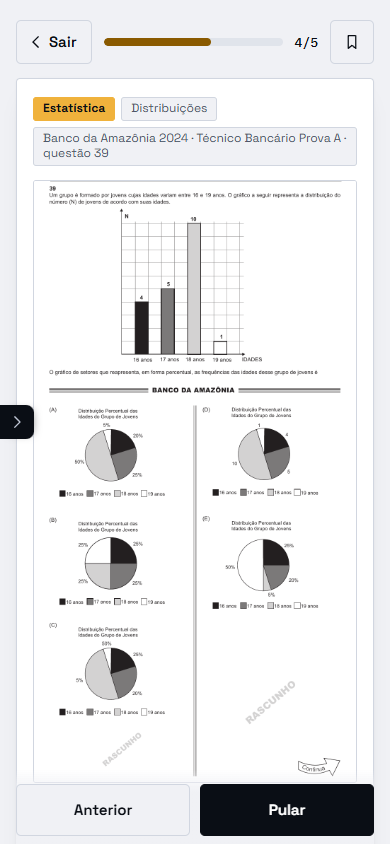 Sair
4/5
Estatística
Distribuições
Banco da Amazônia 2024 · Técnico Bancário Prova A ·
questão 39
39
Um grupo é formado por jovens cujas idades variam entre 16 e 19 anos. O gráfico a seguir representa a distribuição do
número (N) de jovens de acordo com suas idades.
N
10
5
4
1
16 anos 17 anos 18 anos 19 anos IDADES
O gráfico de setores que reapresenta, em forma percentual, as frequências das idades desse grupo de jovens é
BANCO DA AMAZÔNIA
(A)
Distribuição Percentual das
Idades do Grupo de Jovens
5%
20%
50%
25%
16 anos 17 anos 18 anos 19 anos
(B)
Distribuição Percentual das
Idades do Grupo de Jovens
25%
25%
25%
25%
16 anos 17 anos 18 anos 19 anos
(C)
Distribuição Percentual das
Idades do Grupo de Jovens
50%
5%
20%
16 anos 17 anos 18 anos 19 anos
RASCUNHO
(D)
Distribuição Percentual das
Idades do Grupo de Jovens
1
4
10
5
16 anos 17 anos 18 anos 19 anos
(E)
Distribuição Percentual das
Idades do Grupo de Jovens
25%
50%
20%
5%
16 anos 17 anos 18 anos 19 anos
RASCUNHO
Continua
Anterior
Pular